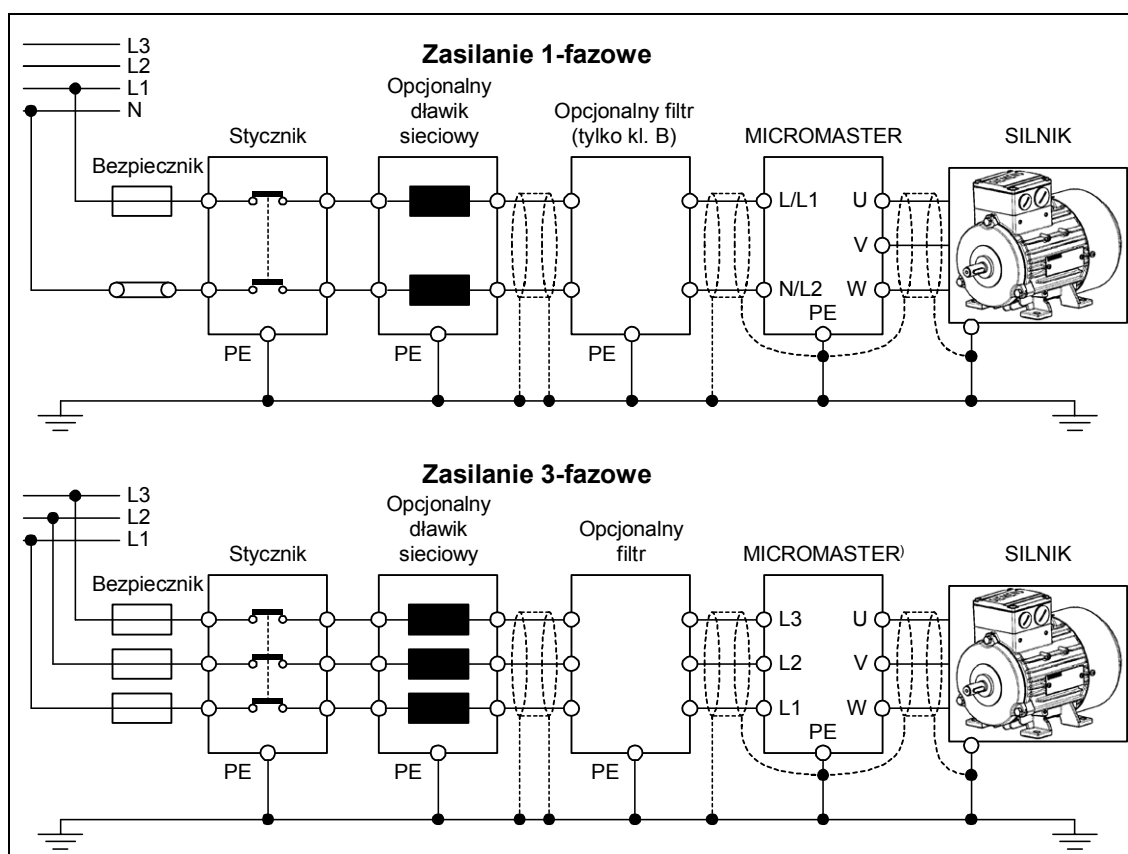 Zasilanie 1-fazowe
L3
L2
L1
N
Bezpiecznik
Stycznik
Opcjonalny
dławik
sieciowy
Opcjonalny filtr
(tylko kl. B)
MICROMASTER
SILNIK
L/L1
N/L2
PE
U
V
W
PE
PE
PE
Zasilanie 3-fazowe
L3
L2
L1
Bezpiecznik
Stycznik
Opcjonalny
dławik
sieciowy
Opcjonalny
filtr
MICROMASTER)
SILNIK
L3
L2
L1
PE
U
V
W
PE
PE
PE